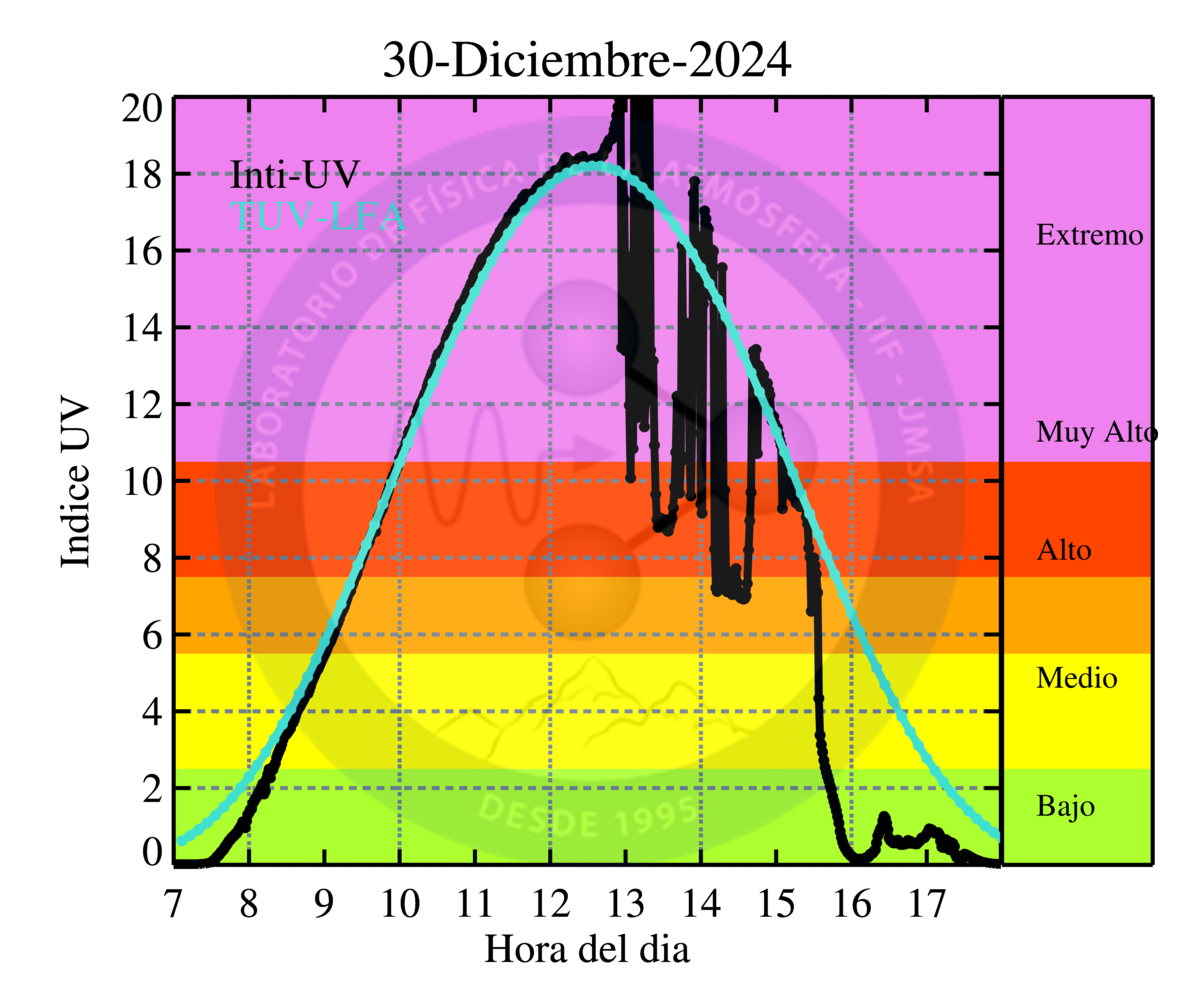 30-Diciembre-2024
Inti-UV
TUV-LFA
LABORATORIO DE FÍSICA DE LA ATMÓSFERA - IIF - UMSA
DESDE 1995
Indice UV
20
18
16
14
12
10
8
6
4
2
0
Extremo
Muy Alto
Alto
Medio
Bajo
7 8 9 10 11 12 13 14 15 16 17
Hora del dia